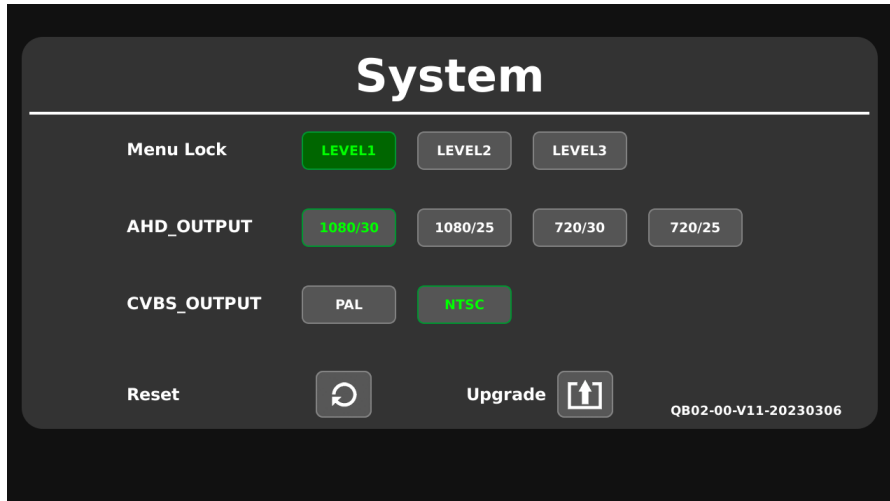 System
Menu Lock LEVEL1 LEVEL2 LEVEL3
AHD_OUTPUT 1080/30 1080/25 720/30 720/25
CVBS_OUTPUT PAL NTSC
Reset Upgrade
QB02-00-V11-20230306